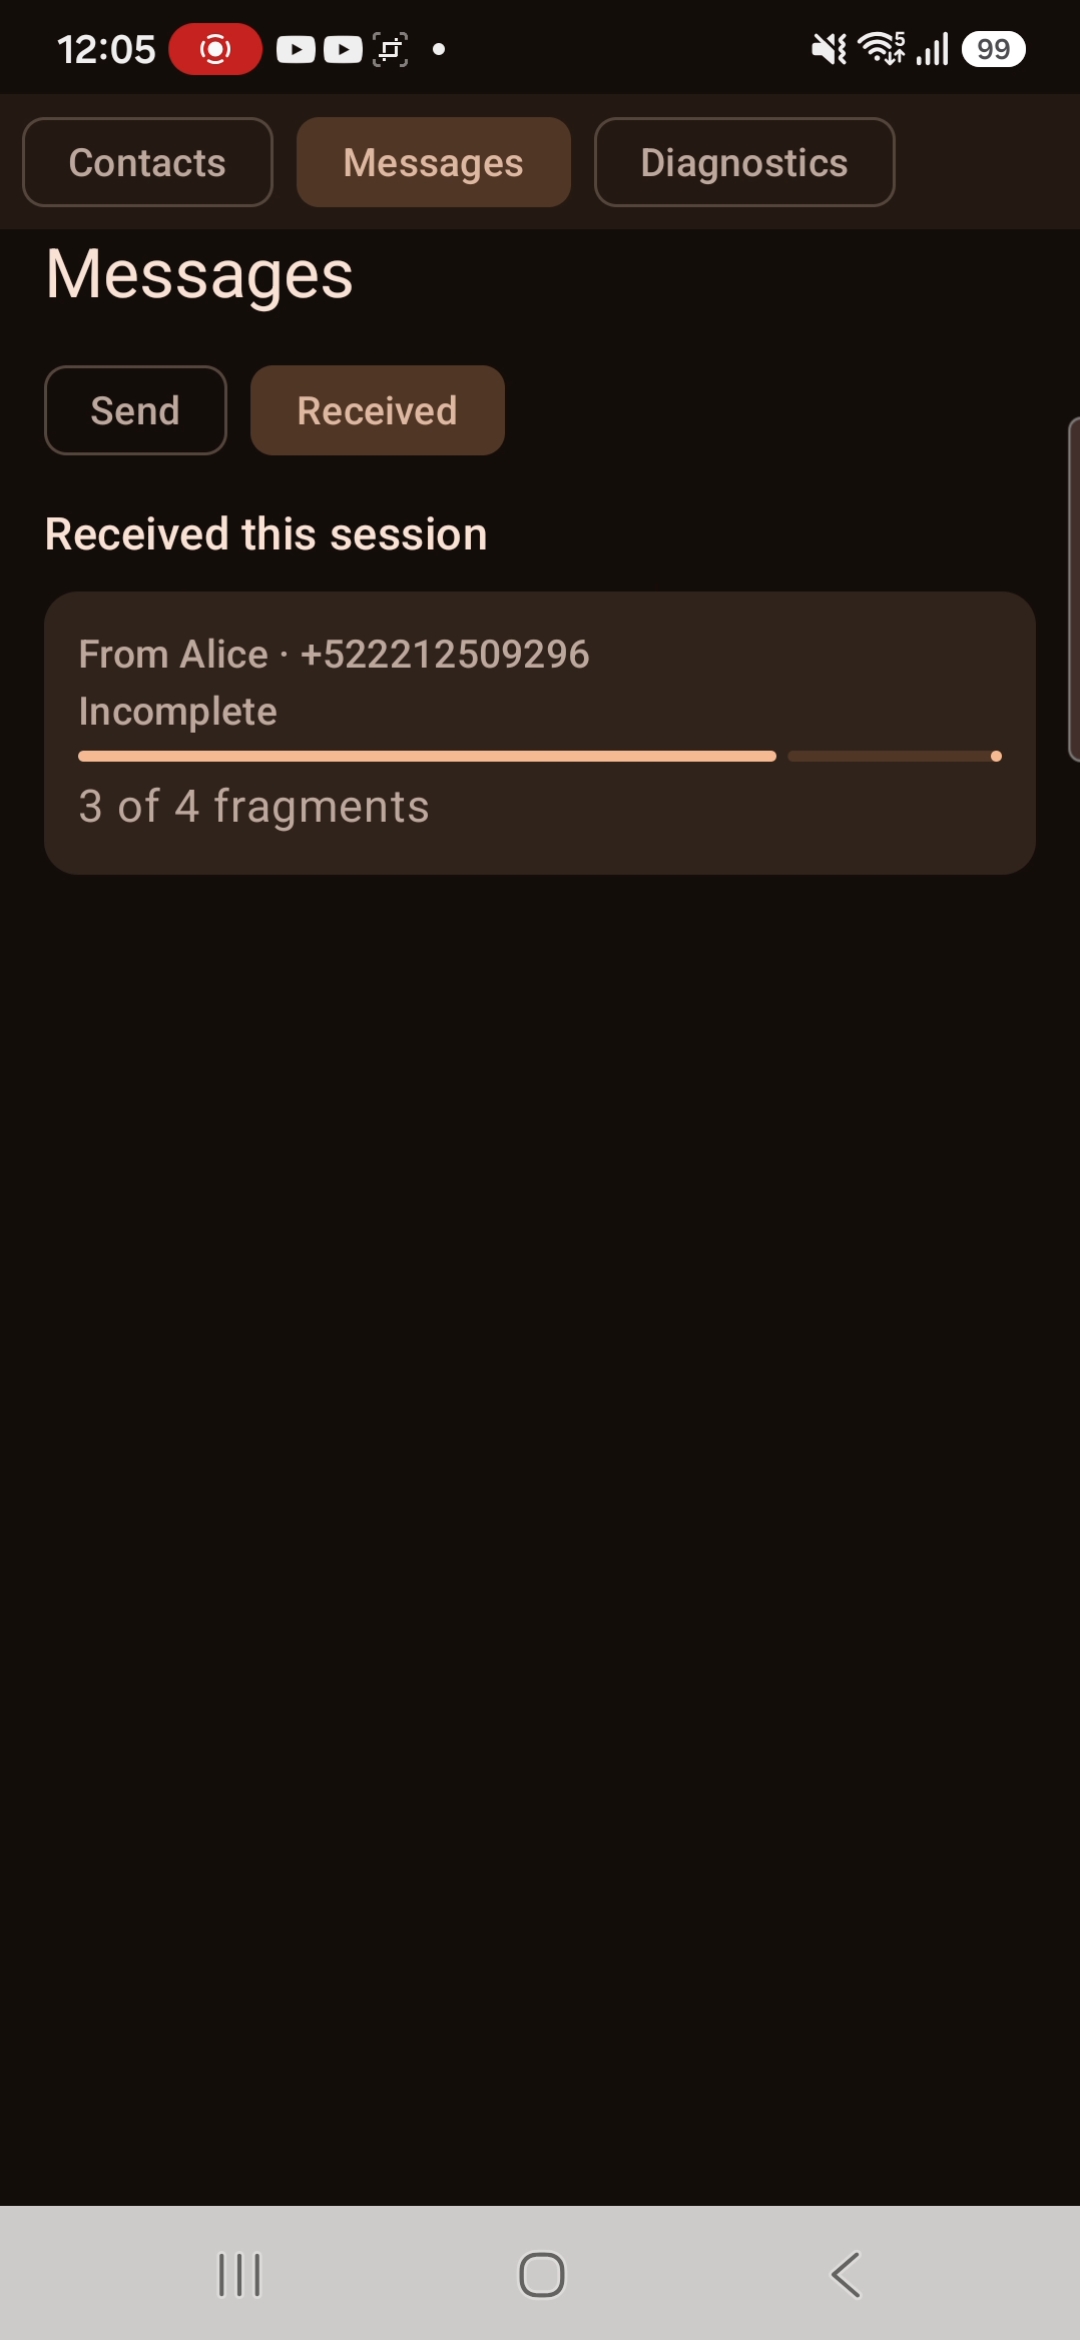 12:05
5
99
Contacts
Messages
Diagnostics
Messages
Send
Received
Received this session
From Alice · +522212509296
Incomplete
3 of 4 fragments